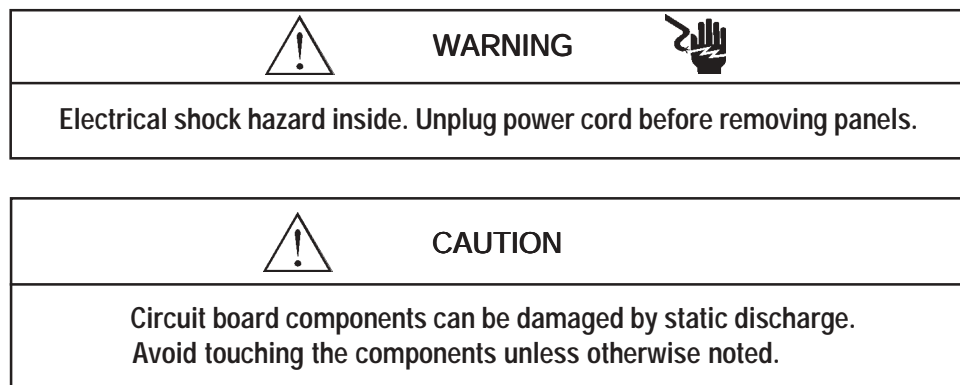 WARNING
Electrical shock hazard inside. Unplug power cord before removing panels.
CAUTION
Circuit board components can be damaged by static discharge.
Avoid touching the components unless otherwise noted.